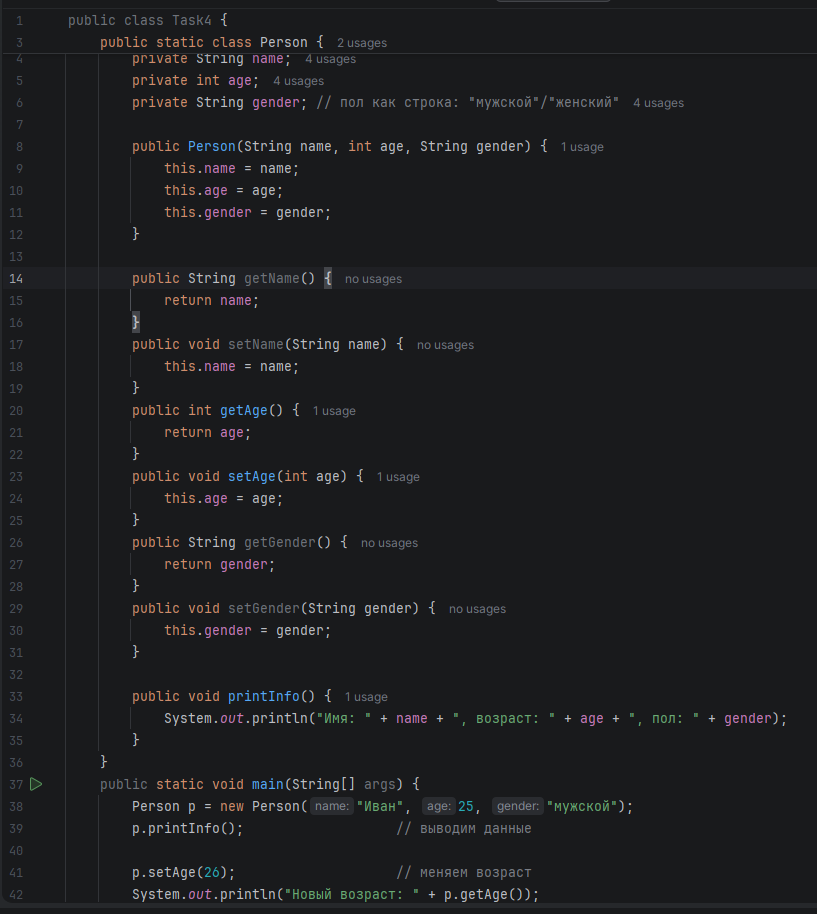 1 public class Task4 {
3 public static class Person { 2 usages
4 private String name; 4 usages
5 private int age; 4 usages
6 private String gender; // пол как строка: "мужской"/"женский" 4 usages
7
8 public Person(String name, int age, String gender) { 1 usage
9 this.name = name;
10 this.age = age;
11 this.gender = gender;
12 }
13
14 public String getName() { no usages
15 return name;
16 }
17 public void setName(String name) { no usages
18 this.name = name;
19 }
20 public int getAge() { 1 usage
21 return age;
22 }
23 public void setAge(int age) { 1 usage
24 this.age = age;
25 }
26 public String getGender() { no usages
27 return gender;
28 }
29 public void setGender(String gender) { no usages
30 this.gender = gender;
31 }
32
33 public void printInfo() { 1 usage
34 System.out.println("Имя: " + name + ", возраст: " + age + ", пол: " + gender);
35 }
36 }
37 public static void main(String[] args) {
38 Person p = new Person( name: "Иван", age: 25, gender: "мужской");
39 p.printInfo(); // выводим данные
40
41 p.setAge(26); // меняем возраст
42 System.out.println("Новый возраст: " + p.getAge());